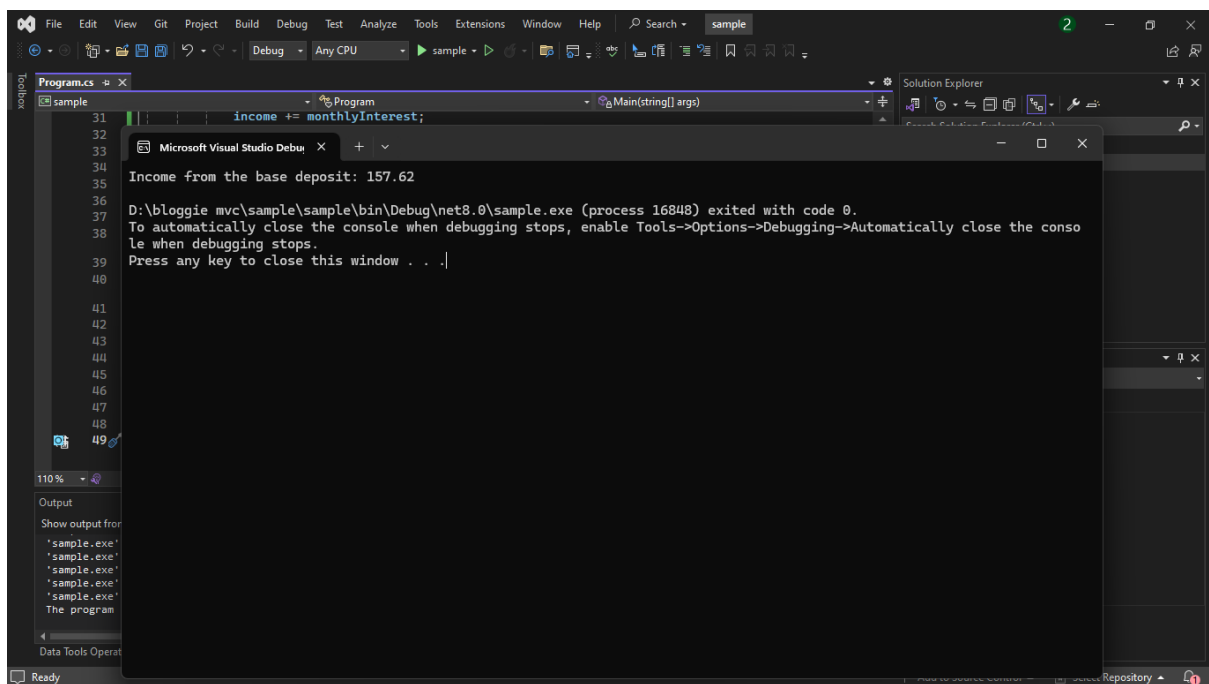 File Edit View Git Project Build Debug Test Analyze Tools Extensions Window Help Search sample 2
Debug Any CPU sample
Toolbox
Program.cs
sample Program Main(string[] args)
31 income += monthlyInterest;
32
33
34
35
36
37
38
39
40
41
42
43
44
45
46
47
48
49
Solution Explorer
Microsoft Visual Studio Debug
Income from the base deposit: 157.62
D:\bloggie mvc\sample\sample\bin\Debug\net8.0\sample.exe (process 16848) exited with code 0.
To automatically close the console when debugging stops, enable Tools->Options->Debugging->Automatically close the conso
le when debugging stops.
Press any key to close this window . . .
110 %
Output
Show output from
'sample.exe'
'sample.exe'
'sample.exe'
'sample.exe'
'sample.exe'
The program
Data Tools Operat
Ready
Select Repository 1